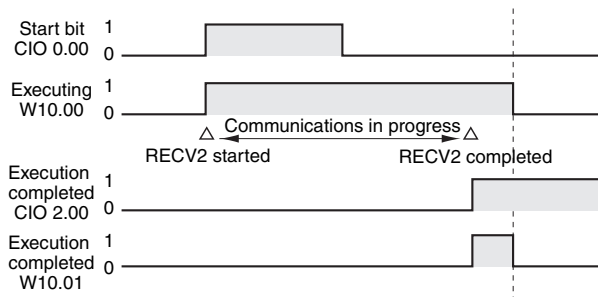 Start bit
CIO 0.00
1
0
Executing
W10.00
1
0
Communications in progress
RECV2 started
RECV2 completed
Execution
completed
CIO 2.00
1
0
Execution
completed
W10.01
1
0